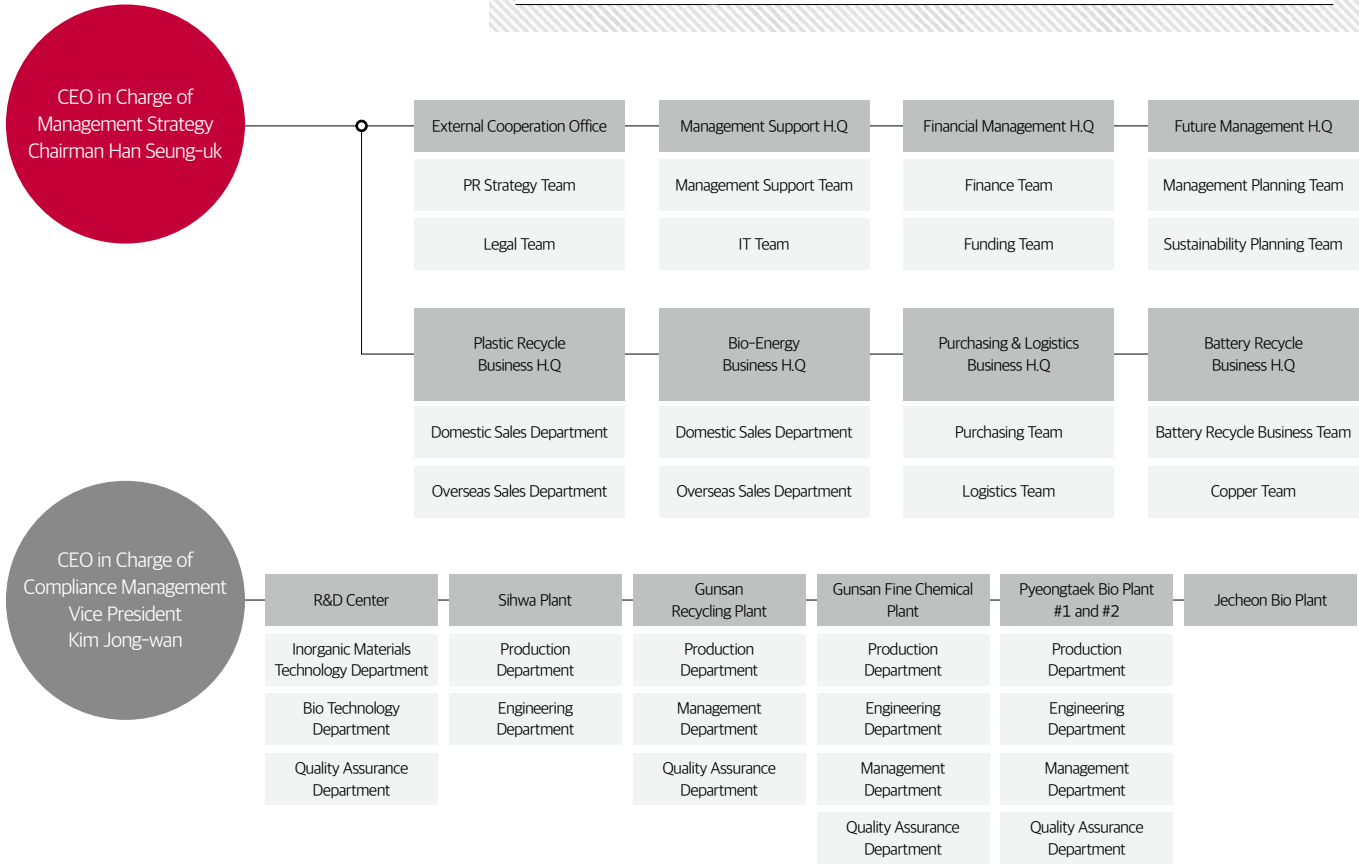 CEO in Charge of
Management Strategy
Chairman Han Seung-uk
External Cooperation Office
PR Strategy Team
Legal Team
Management Support H.Q
Management Support Team
IT Team
Financial Management H.Q
Finance Team
Funding Team
Future Management H.Q
Management Planning Team
Sustainability Planning Team
Plastic Recycle
Business H.Q
Domestic Sales Department
Overseas Sales Department
Bio-Energy
Business H.Q
Domestic Sales Department
Overseas Sales Department
Purchasing & Logistics
Business H.Q
Purchasing Team
Logistics Team
Battery Recycle
Business H.Q
Battery Recycle Business Team
Copper Team
CEO in Charge of
Compliance Management
Vice President
Kim Jong-wan
R&D Center
Inorganic Materials
Technology Department
Bio Technology
Department
Quality Assurance
Department
Sihwa Plant
Production
Department
Engineering
Department
Gunsan
Recycling Plant
Production
Department
Management
Department
Quality Assurance
Department
Gunsan Fine Chemical
Plant
Production
Department
Engineering
Department
Management
Department
Quality Assurance
Department
Pyeongtaek Bio Plant
#1 and #2
Production
Department
Engineering
Department
Management
Department
Quality Assurance
Department
Jecheon Bio Plant